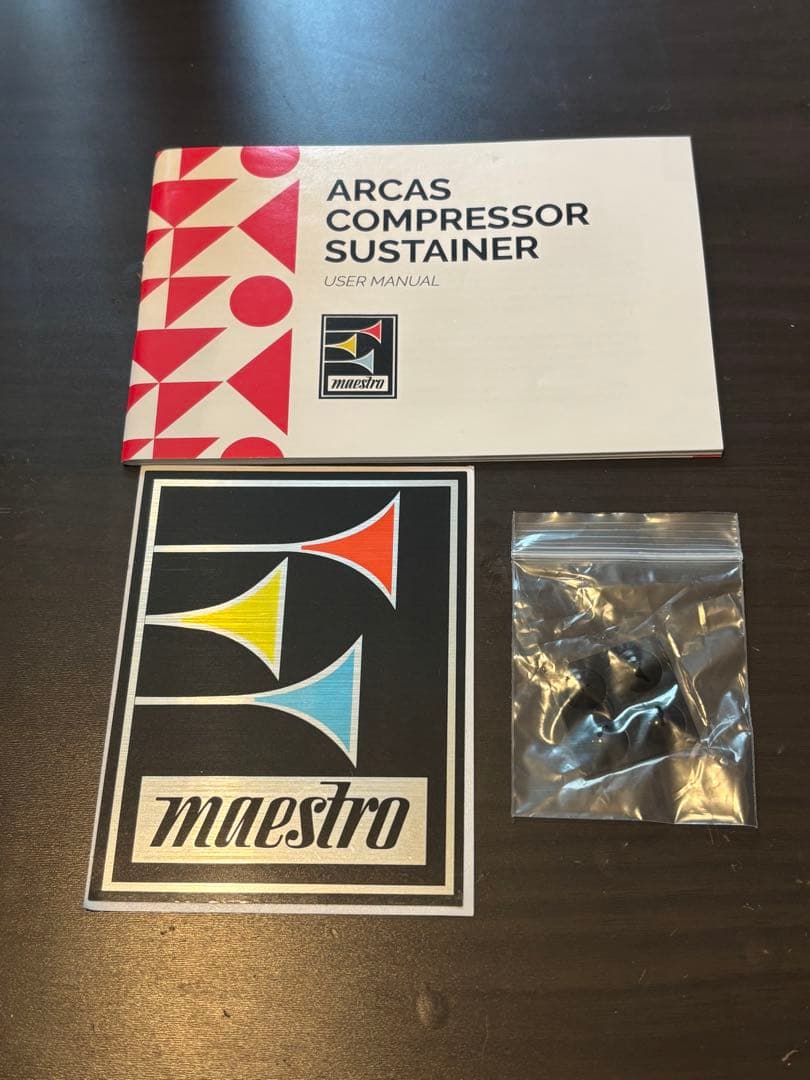 ARCAS
COMPRESSOR
SUSTAINER
USER MANUAL
maestro
maestro